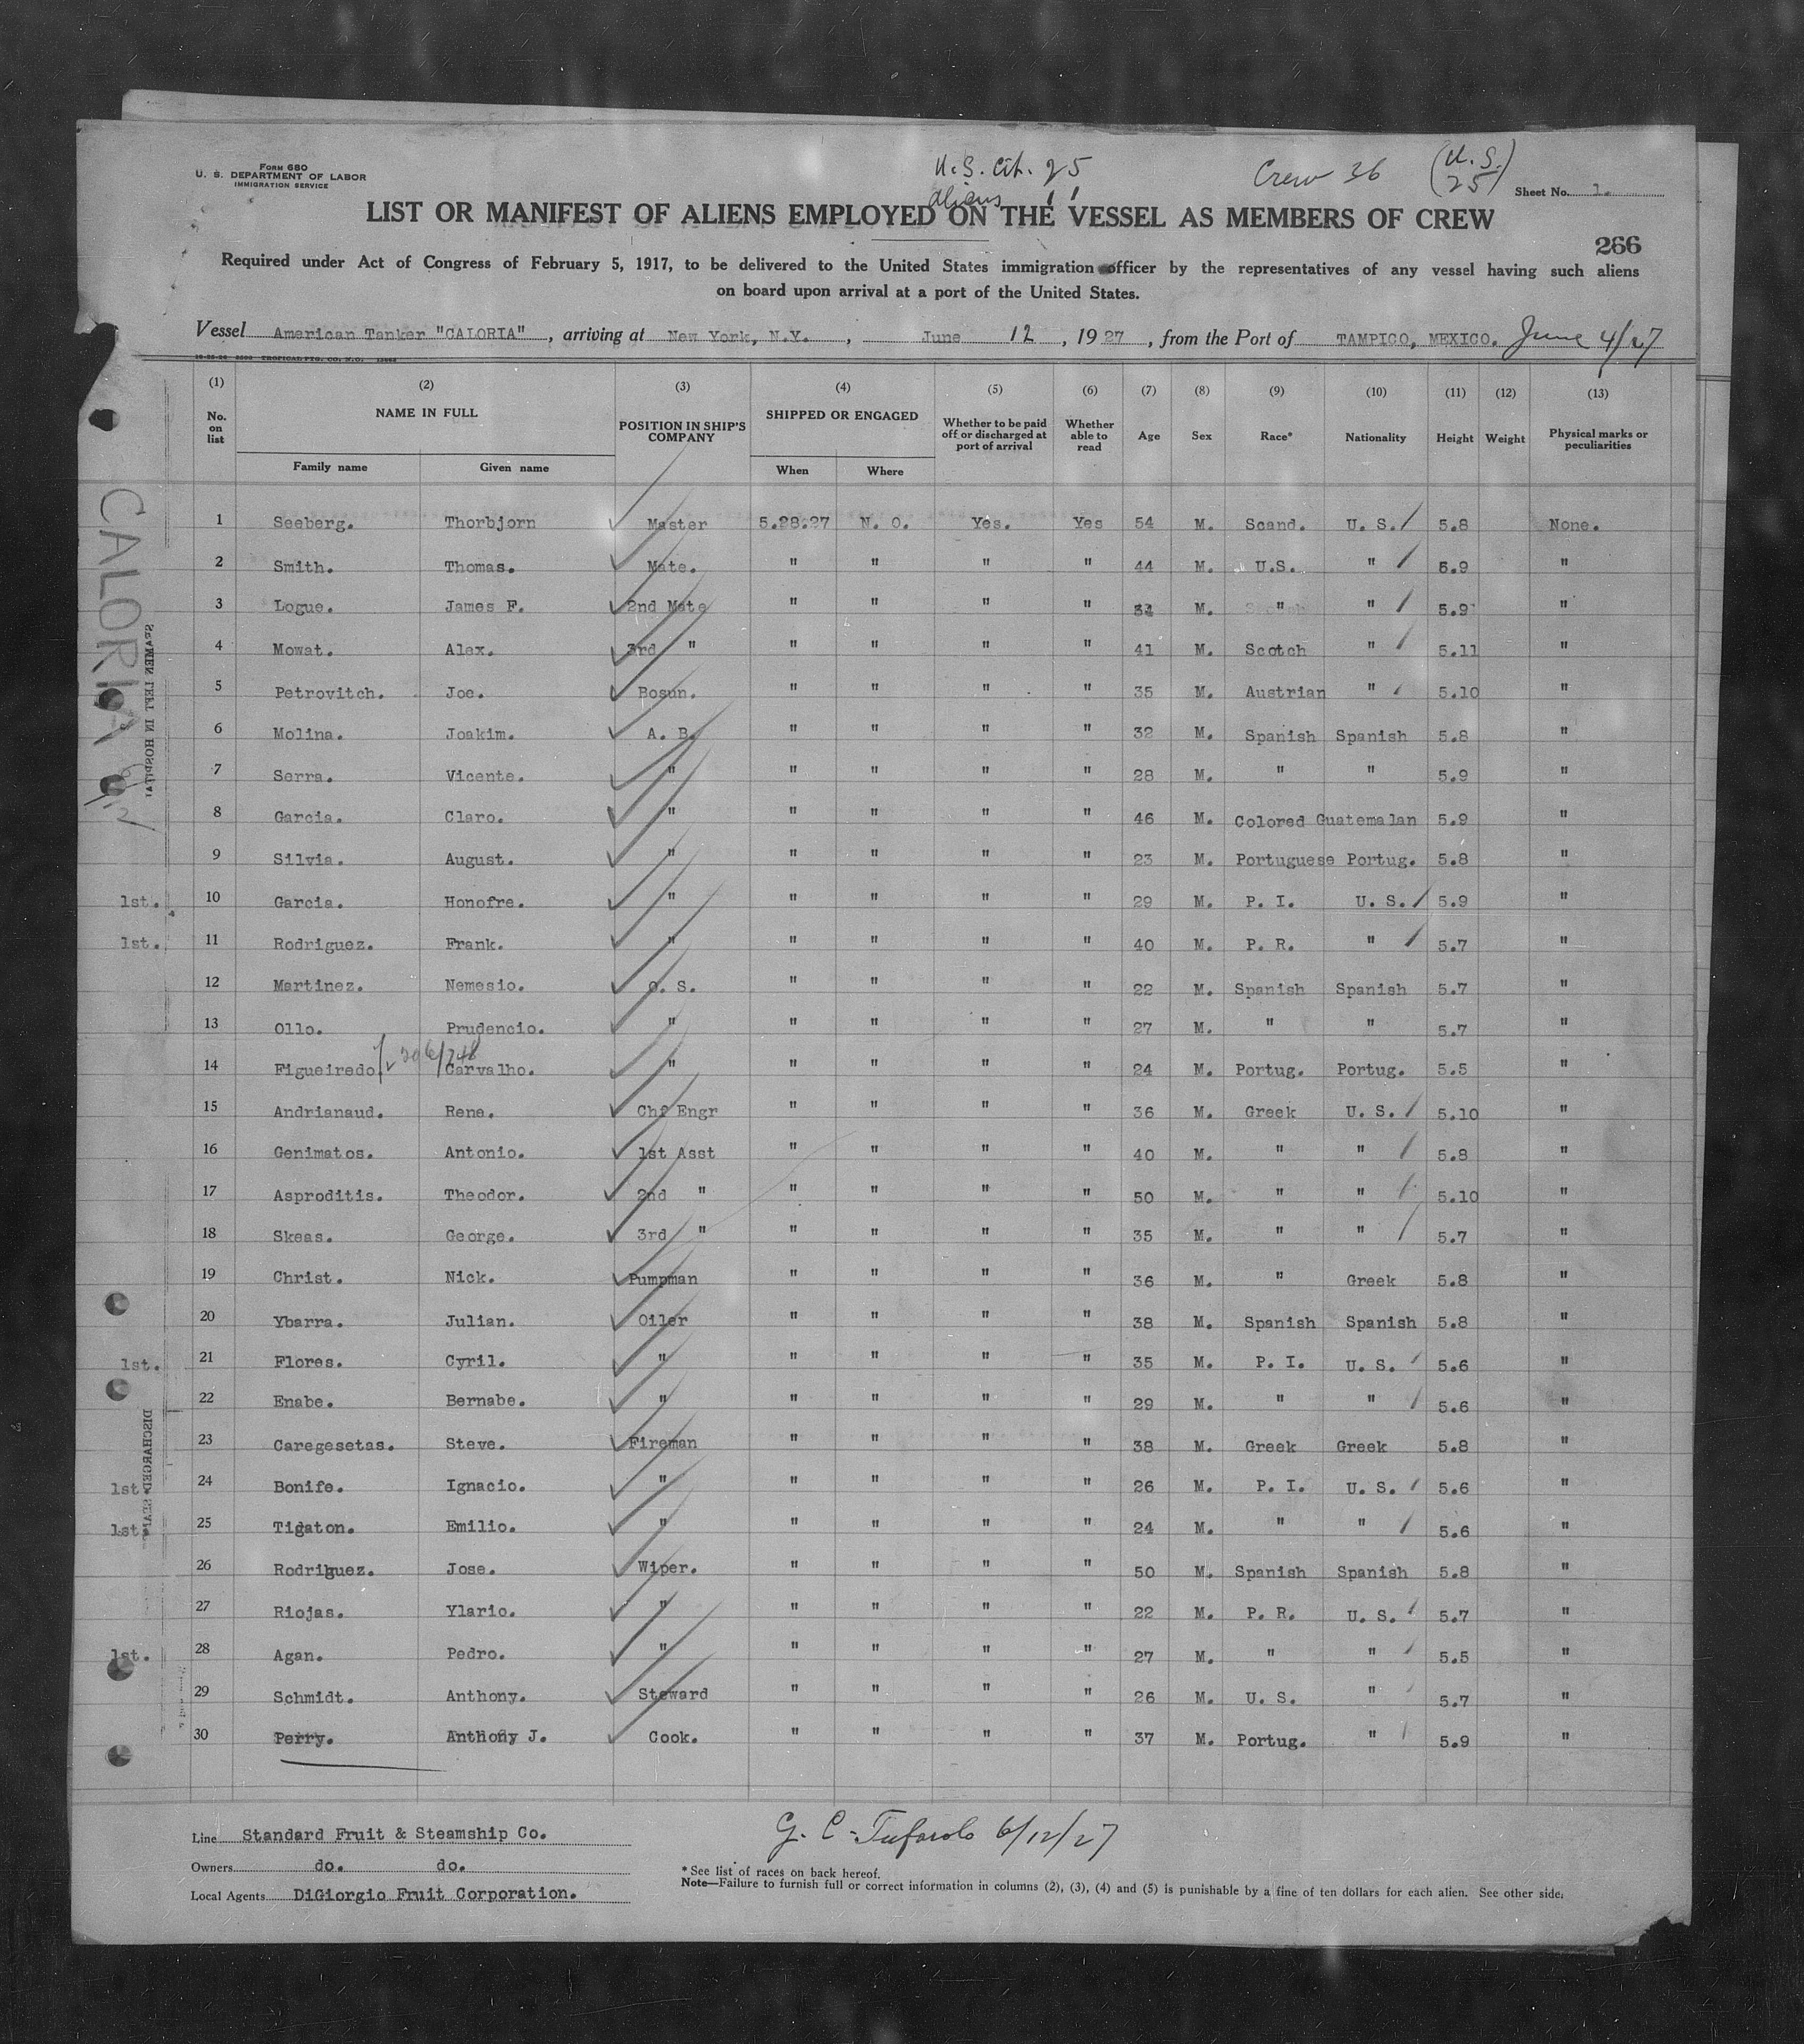 Form 680
U. S. DEPARTMENT OF LABOR
IMMIGRATION SERVICE
U.S. Cit. 25
Aliens 11
Crew 36
(U.S. 25)
Sheet No. 1.
LIST OR MANIFEST OF ALIENS EMPLOYED ON THE VESSEL AS MEMBERS OF CREW
266
Required under Act of Congress of February 5, 1917, to be delivered to the United States immigration officer by the representatives of any vessel having such aliens
on board upon arrival at a port of the United States.
Vessel American Tanker "CALORIA", arriving at New York, N.Y., June 12, 1927, from the Port of TAMPICO, MEXICO. June 4/27
(1) (2) (3) (4) (5) (6) (7) (8) (9) (10) (11) (12) (13)
No. on list NAME IN FULL POSITION IN SHIP'S COMPANY SHIPPED OR ENGAGED Whether to be paid off or discharged at port of arrival Whether able to read Age Sex Race* Nationality Height Weight Physical marks or peculiarities
Family name Given name When Where
CALORIA
6/12/
SEAMEN LEFT IN HOSPITAL
1 Seeberg. Thorbjorn Master 5.28.27 N. O. Yes. Yes 54 M. Scand. U. S. 5.8 None.
2 Smith. Thomas. Mate. " " " " 44 M. U.S. " 5.9 "
3 Logue. James F. 2nd Mate " " " " 34 M. " " 5.9 "
4 Mowat. Alex. 3rd " " " " " 41 M. Scotch " 5.11 "
5 Petrovitch. Joe. Bosun. " " " " 35 M. Austrian " 5.10 "
6 Molina. Joakim. A. B. " " " " 32 M. Spanish Spanish 5.8 "
7 Serra. Vicente. " " " " " 28 M. " " 5.9 "
8 Garcia. Claro. " " " " " 46 M. Colored Guatemalan 5.9 "
9 Silvia. August. " " " " " 23 M. Portuguese Portug. 5.8 "
1st. 10 Garcia. Honofre. " " " " " 29 M. P. I. U. S. 5.9 "
1st. 11 Rodriguez. Frank. " " " " " 40 M. P. R. " 5.7 "
12 Martinez. Nemesio. O. S. " " " " 22 M. Spanish Spanish 5.7 "
13 Ollo. Prudencio. " " " " " 27 M. " " 5.7 "
14 Figueiredo. Carvalho. " " " " " 24 M. Portug. Portug. 5.5 "
15 Andrianaud. Rene. Chf Engr " " " " 36 M. Greek U. S. 5.10 "
16 Genimatos. Antonio. 1st Asst " " " " 40 M. " " 5.8 "
17 Asproditis. Theodor. 2nd " " " " " 50 M. " " 5.10 "
18 Skeas. George. 3rd " " " " " 35 M. " " 5.7 "
19 Christ. Nick. Pumpman " " " " 36 M. " Greek 5.8 "
20 Ybarra. Julian. Oiler " " " " 38 M. Spanish Spanish 5.8 "
1st. 21 Flores. Cyril. " " " " " 35 M. P. I. U. S. 5.6 "
22 Enabe. Bernabe. " " " " " 29 M. " " 5.6 "
23 Caregesetas. Steve. Fireman " " " " 38 M. Greek Greek 5.8 "
1st. 24 Bonife. Ignacio. " " " " " 26 M. P. I. U. S. 5.6 "
1st. 25 Tigaton. Emilio. " " " " " 24 M. " " 5.6 "
26 Rodriguez. Jose. Wiper. " " " " 50 M. Spanish Spanish 5.8 "
27 Riojas. Ylario. " " " " " 22 M. P. R. U. S. 5.7 "
1st. 28 Agan. Pedro. " " " " " 27 M. " " 5.5 "
29 Schmidt. Anthony. Steward " " " " 26 M. U. S. " 5.7 "
30 Perry. Anthony J. Cook. " " " " 37 M. Portug. " 5.9 "
Line Standard Fruit & Steamship Co.
Owners do. do.
Local Agents DiGiorgio Fruit Corporation.
6/12/27
*See list of races on back hereof.
Note—Failure to furnish full or correct information in columns (2), (3), (4) and (5) is punishable by a fine of ten dollars for each alien. See other side.